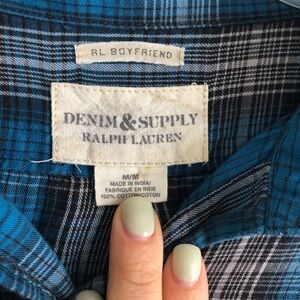 RL BOYFRIEND
DENIM&SUPPLY
RALPH LAUREN
M/M
MADE IN INDIA/
FABRIQUÉ EN INDE
100% COTTON/COTON